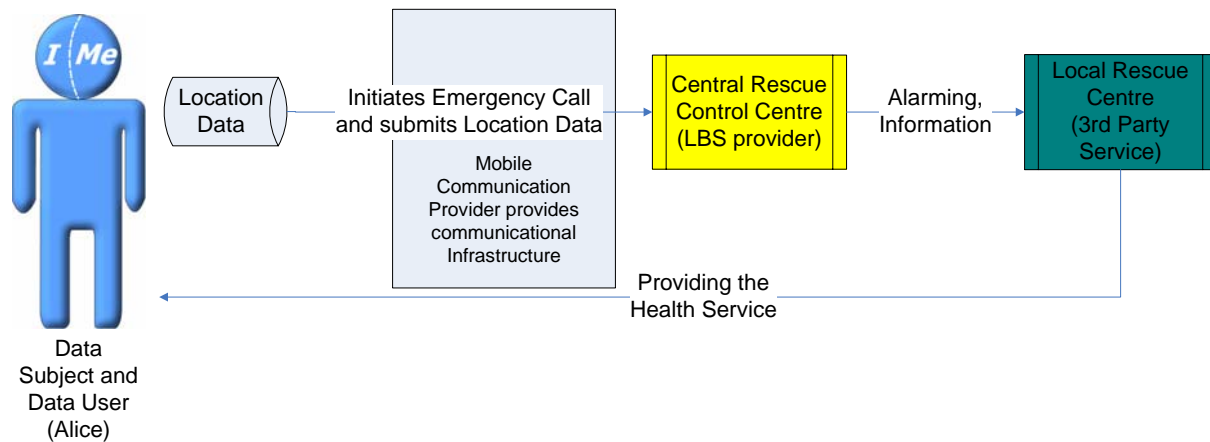 I Me
Location
Data
Initiates Emergency Call
and submits Location Data
Mobile
Communication
Provider provides
communicational
Infrastructure
Central Rescue
Control Centre
(LBS provider)
Alarming,
Information
Local Rescue
Centre
(3rd Party
Service)
Providing the
Health Service
Data
Subject and
Data User
(Alice)